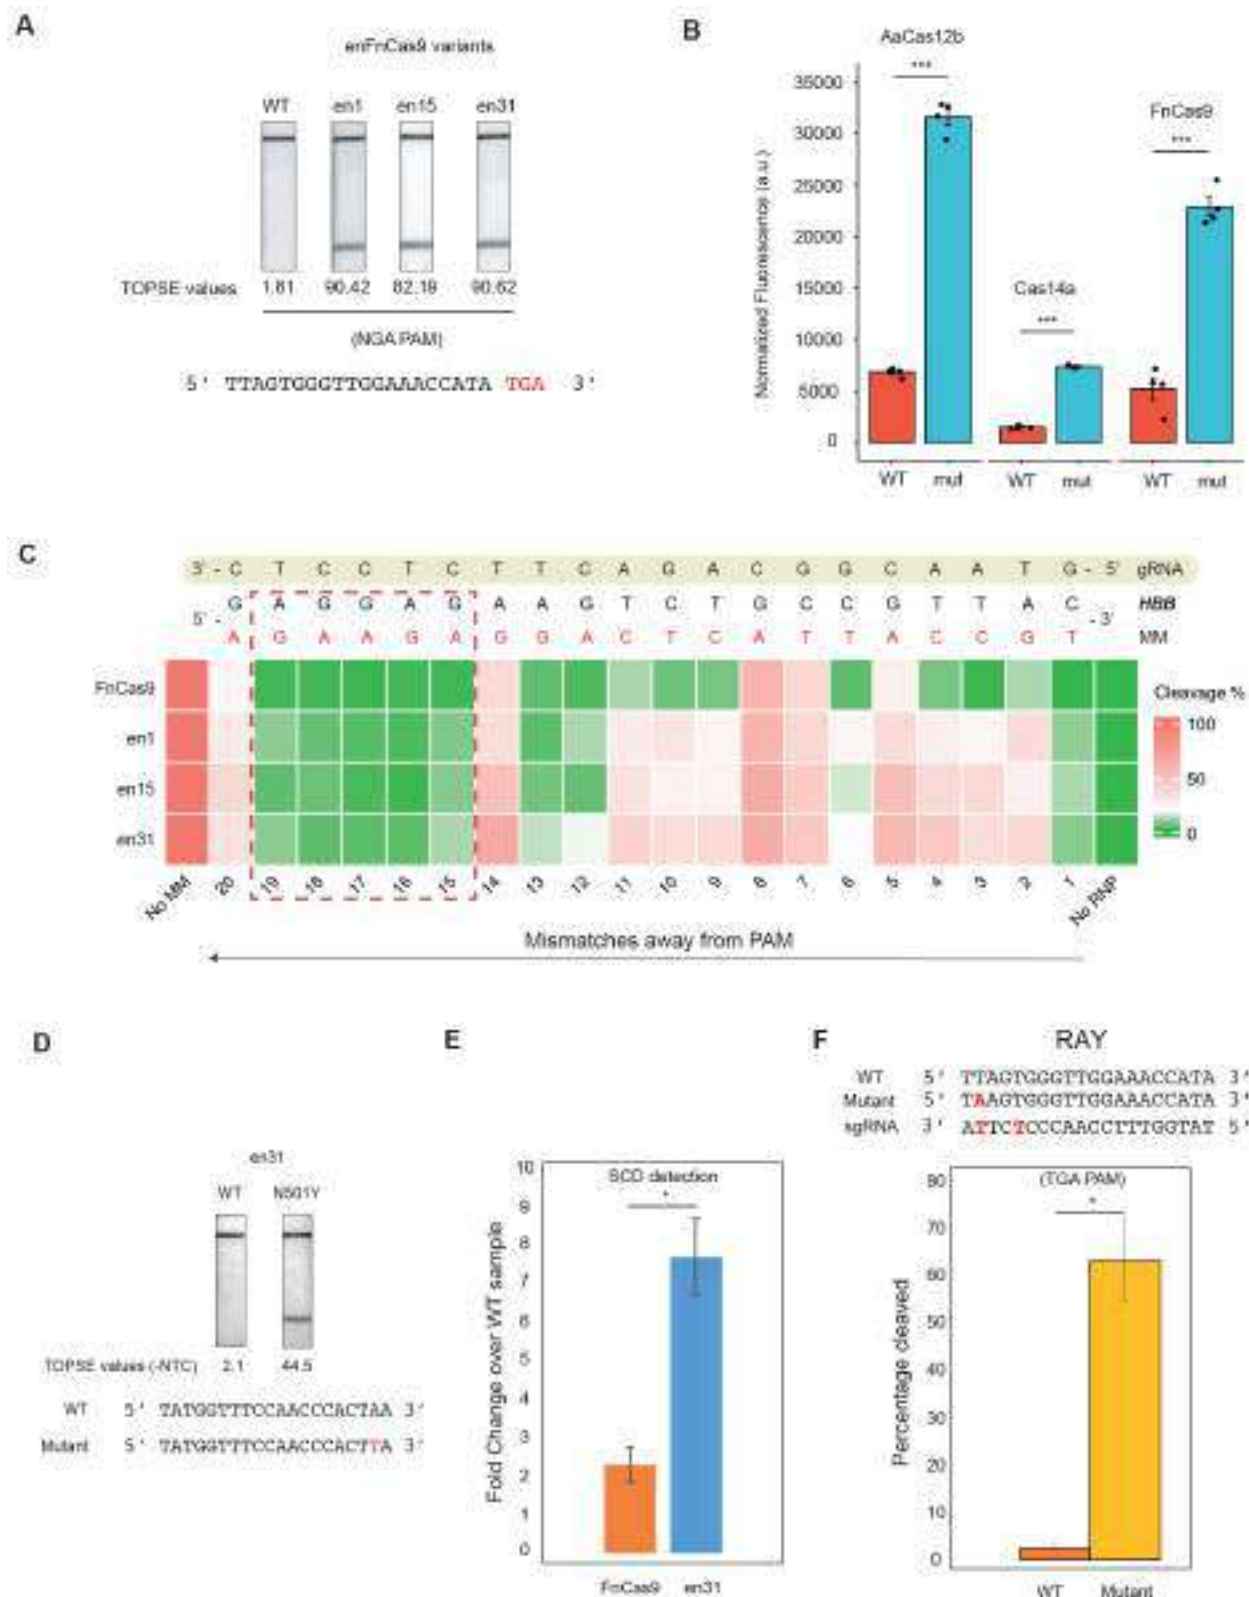 A
enFnCas9 variants
WT en1 en15 en31
TOPSE values 1.81 90.42 82.19 90.62
(NGA PAM)
5' TTAGTGGGTTGGAAACCATA TGA 3'
B
AaCas12b
***
FnCas9
***
Cas14a
***
Normalized Fluorescence (a.u.)
35000
30000
25000
20000
15000
10000
5000
0
WT mut WT mut WT mut
C
3' - C T C C T C T T C A G A C G G C A A T G - 5' gRNA
5' - G A G G A G A A G T C T G C C G T T A C - 3' HBB
A G A A G A G G A C T C A T T A C C G T MM
FnCas9
en1
en15
en31
Cleavage %
100
50
0
No MM 20 19 18 17 16 15 14 13 12 11 10 9 8 7 6 5 4 3 2 1 No RNP
Mismatches away from PAM
D
en31
WT N501Y
TOPSE values (-NTC) 2.1 44.5
WT 5' TATGGTTTCCAACCCACTAA 3'
Mutant 5' TATGGTTTCCAACCCACTTA 3'
E
SCD detection
*
Fold Change over WT sample
10
9
8
7
6
5
4
3
2
1
0
FnCas9 en31
F
RAY
WT 5' TTAGTGGGTTGGAAACCATA 3'
Mutant 5' TAAGTGGGTTGGAAACCATA 3'
sgRNA 3' ATTCTCCCAACCTTTGGTAT 5'
(TGA PAM)
*
Percentage cleaved
80
70
60
50
40
30
20
10
0
WT Mutant